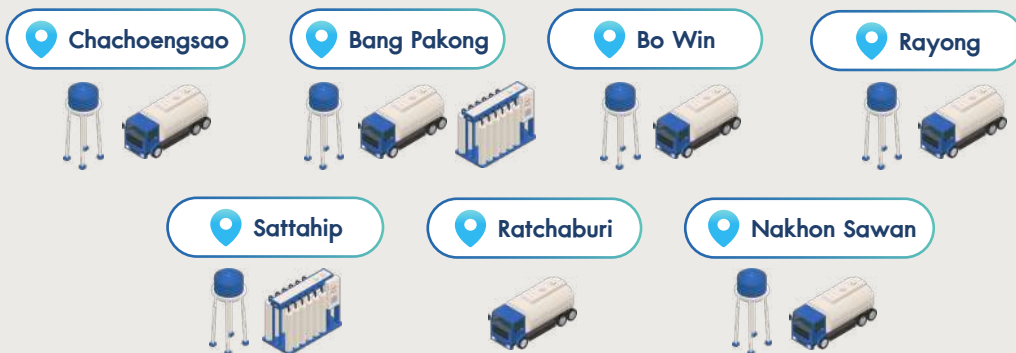 Chachoengsao
Bang Pakong
Bo Win
Rayong
Sattahip
Ratchaburi
Nakhon Sawan